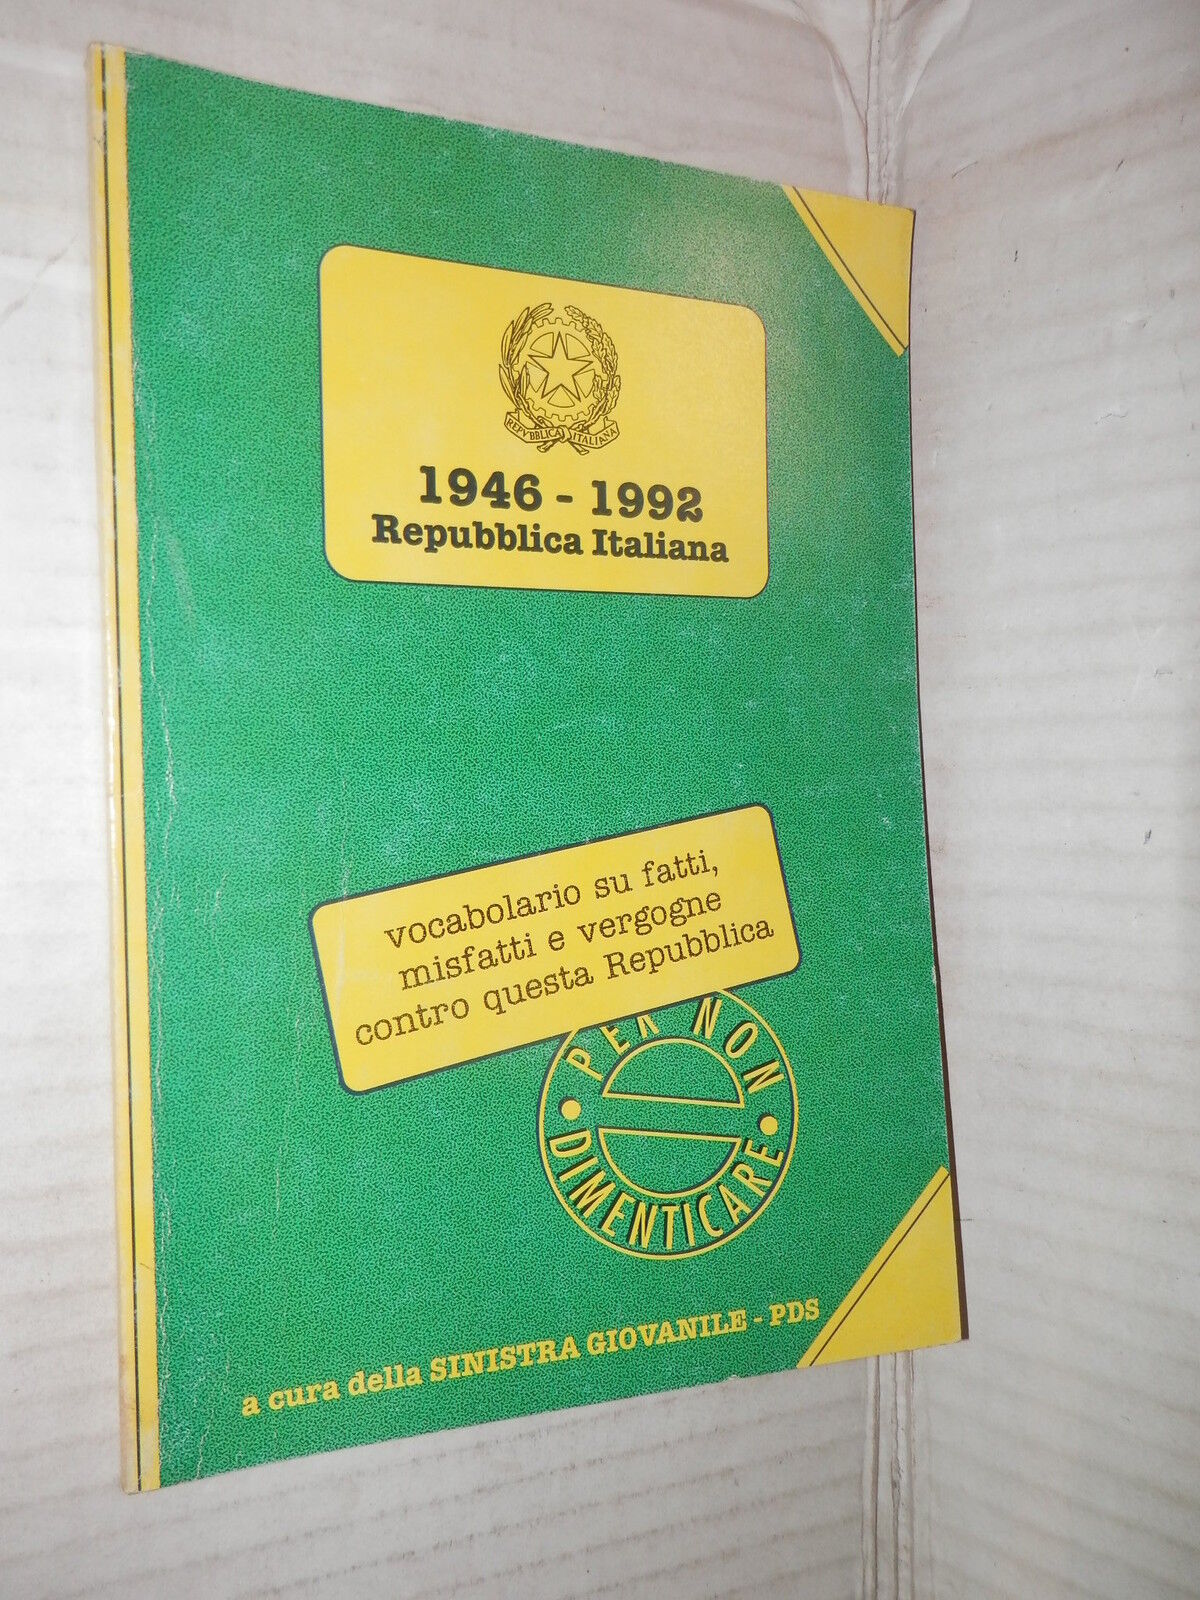 REPVBBLICA ITALIANA
1946 - 1992
Repubblica Italiana
vocabolario su fatti,
misfatti e vergogne
contro questa Repubblica
PER NON
DIMENTICARE
a cura della SINISTRA GIOVANILE - PDS